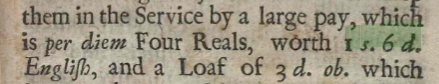 them in the Service by a large pay, which
is per diem Four Reals, worth 1 s. 6 d.
Engliſh, and a Loaf of 3 d. ob. which